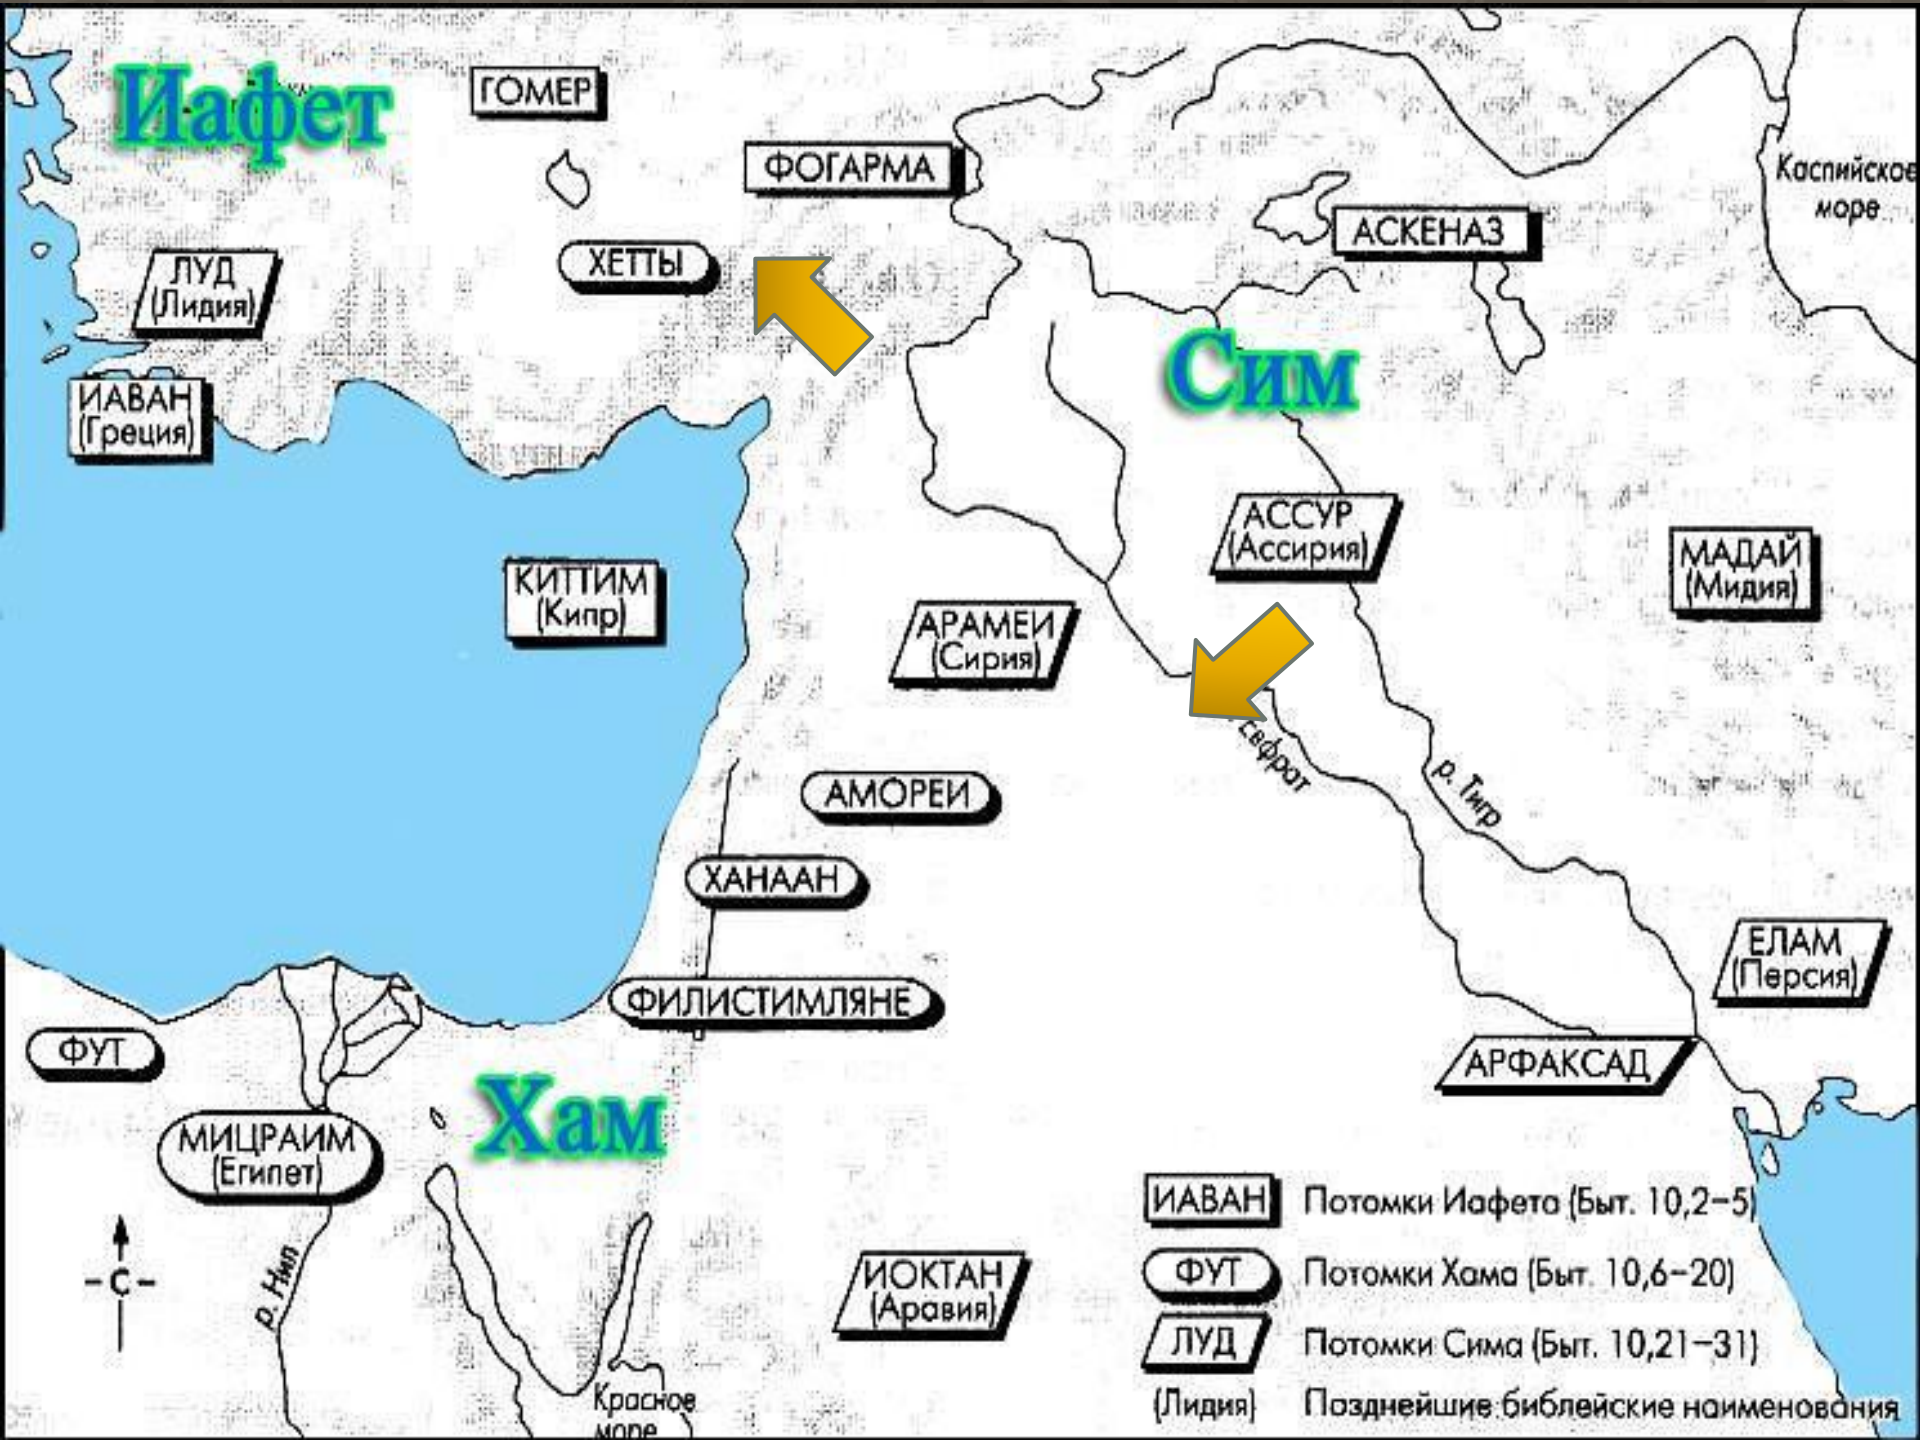 Иафет
ГОМЕР
ФОГАРМА
Каспийское
море
АСКЕНАЗ
ХЕТТЫ
ЛУД
(Лидия)
Сим
ИАВАН
(Греция)
АССУР
(Ассирия)
МАДАЙ
(Мидия)
КИТТИМ
(Кипр)
АРАМЕИ
(Сирия)
евфрат
р. Тигр
АМОРЕИ
ХАНААН
ЕЛАМ
(Персия)
ФИЛИСТИМЛЯНЕ
ФУТ
АРФАКСАД
Хам
МИЦРАИМ
(Египет)
-С-
р. Нил
ИОКТАН
(Аравия)
Красное
море
ИАВАН Потомки Иафета (Быт. 10,2-5)
ФУТ Потомки Хама (Быт. 10,6-20)
ЛУД Потомки Сима (Быт. 10,21-31)
(Лидия) Позднейшие библейские наименования